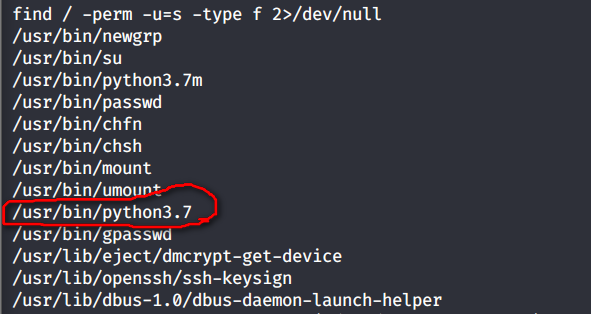 find / -perm -u=s -type f 2>/dev/null
/usr/bin/newgrp
/usr/bin/su
/usr/bin/python3.7m
/usr/bin/passwd
/usr/bin/chfn
/usr/bin/chsh
/usr/bin/mount
/usr/bin/umount
/usr/bin/python3.7
/usr/bin/gpasswd
/usr/lib/eject/dmcrypt-get-device
/usr/lib/openssh/ssh-keysign
/usr/lib/dbus-1.0/dbus-daemon-launch-helper